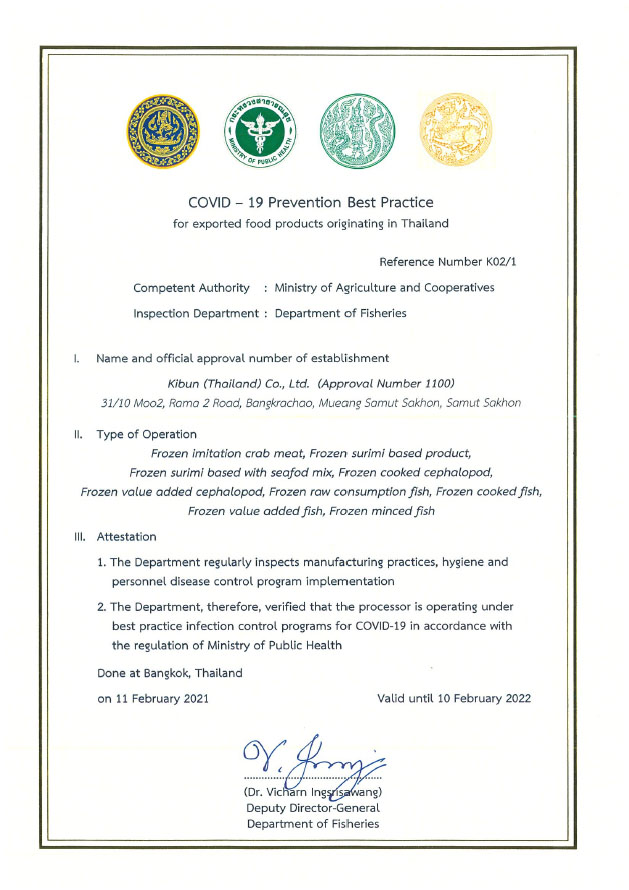 กระทรวงสาธารณสุข
MINISTRY OF PUBLIC HEALTH
COVID – 19 Prevention Best Practice
for exported food products originating in Thailand
Reference Number K02/1
Competent Authority : Ministry of Agriculture and Cooperatives
Inspection Department : Department of Fisheries
I. Name and official approval number of establishment
Kibun (Thailand) Co., Ltd. (Approval Number 1100)
31/10 Moo2, Rama 2 Road, Bangkrachao, Mueang Samut Sakhon, Samut Sakhon
II. Type of Operation
Frozen imitation crab meat, Frozen surimi based product,
Frozen surimi based with seafod mix, Frozen cooked cephalopod,
Frozen value added cephalopod, Frozen raw consumption fish, Frozen cooked fish,
Frozen value added fish, Frozen minced fish
III. Attestation
1. The Department regularly inspects manufacturing practices, hygiene and
personnel disease control program implementation
2. The Department, therefore, verified that the processor is operating under
best practice infection control programs for COVID-19 in accordance with
the regulation of Ministry of Public Health
Done at Bangkok, Thailand
on 11 February 2021 Valid until 10 February 2022
(Dr. Vicharn Ingsrisawang)
Deputy Director-General
Department of Fisheries